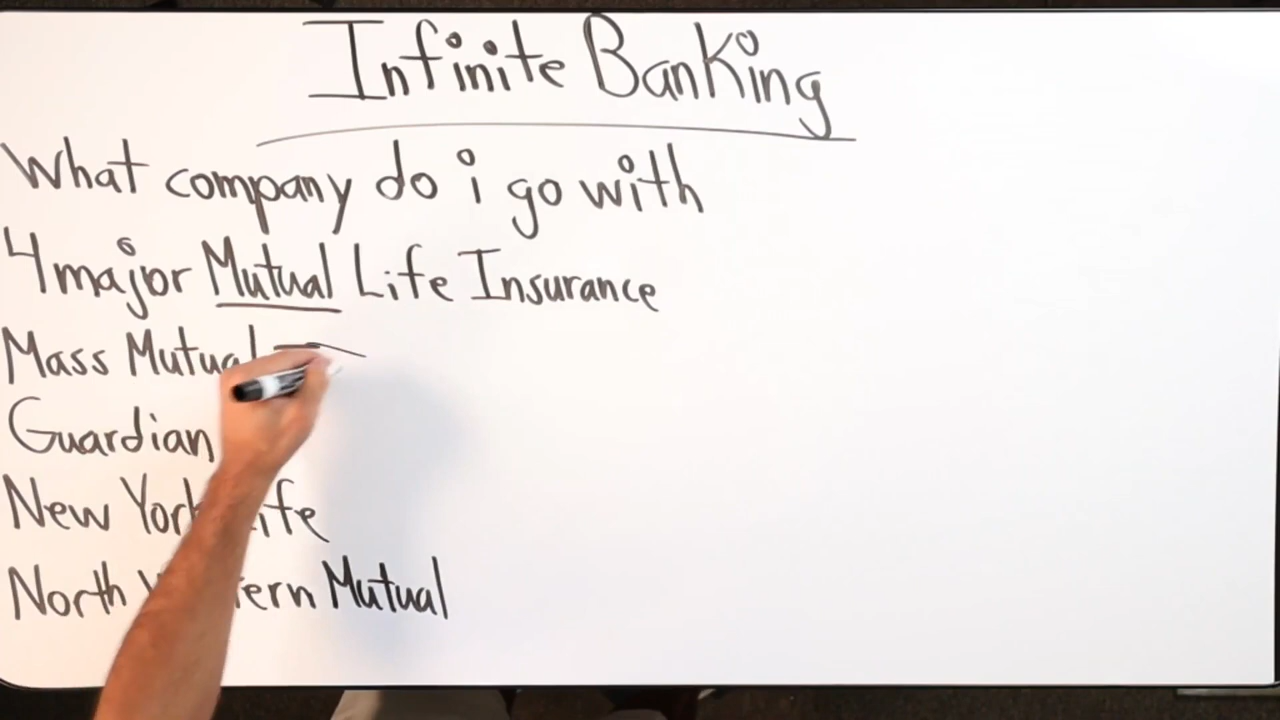 Infinite Banking
What company do i go with
4 major Mutual Life Insurance
Mass Mutual
Guardian
New York Life
North Mutual